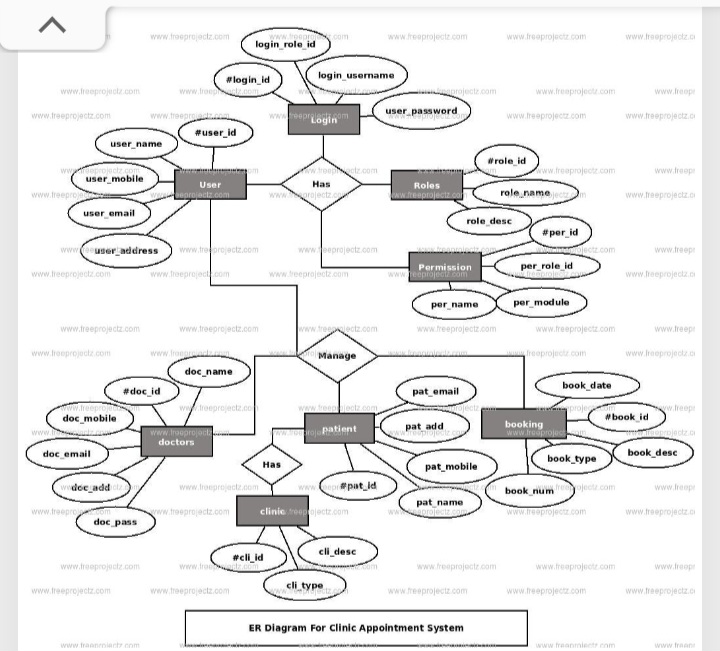 login_role_id
#login_id
login_username
user_password
Login
#user_id
user_name
user_mobile
user_email
user_address
User
Has
Roles
#role_id
role_name
role_desc
#per_id
per_role_id
Permission
per_name
per_module
Manage
doc_name
#doc_id
doc_mobile
doc_email
doc_add
doc_pass
doctors
patient
pat_email
pat_add
pat_mobile
pat_name
#pat_id
booking
book_date
#book_id
book_desc
book_type
book_num
Has
clinic
#cli_id
cli_desc
cli_type
ER Diagram For Clinic Appointment System
www.freeprojectz.com